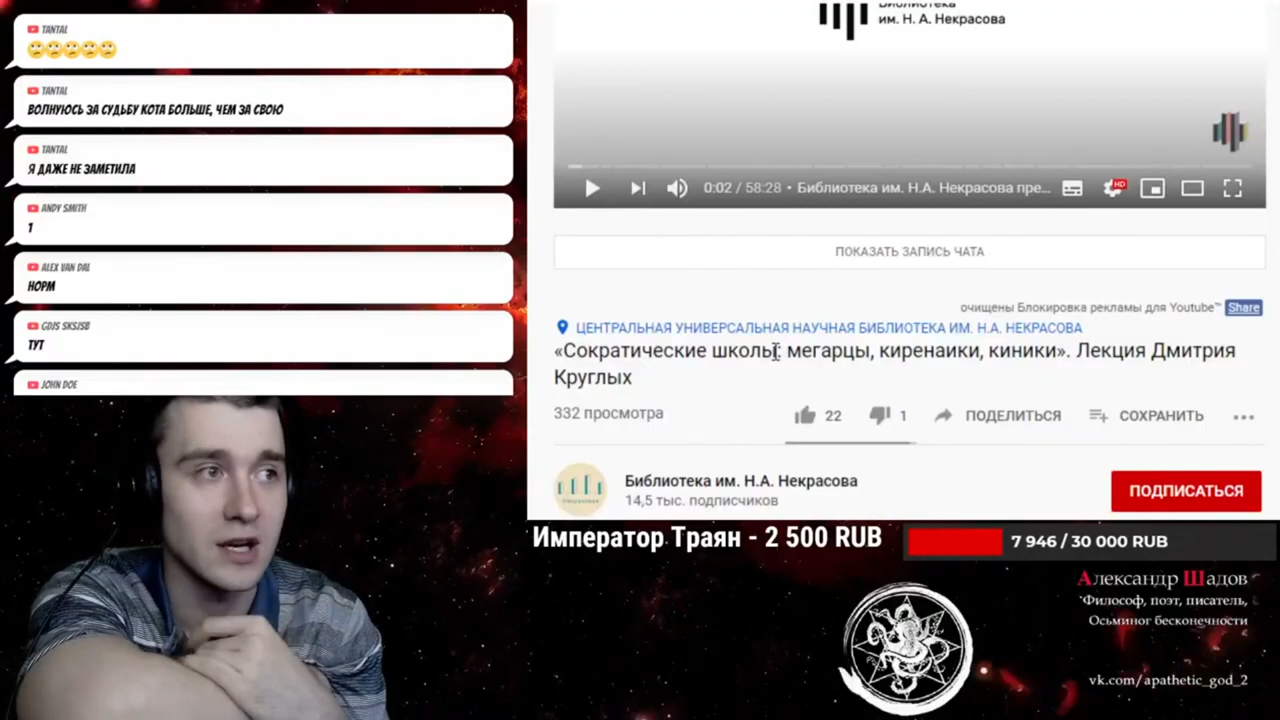 TANTAL
TANTAL
ВОЛНУЮСЬ ЗА СУДЬБУ КОТА БОЛЬШЕ, ЧЕМ ЗА СВОЮ
TANTAL
Я ДАЖЕ НЕ ЗАМЕТИЛА
ANDY SMITH
1
ALEX VAN DAL
НОРМ
GDJS SKSJSB
ТУТ
JOHN DOE
Библиотека
им. Н. А. Некрасова
0:02 / 58:28 • Библиотека им. Н.А. Некрасова пре...
HD
ПОКАЗАТЬ ЗАПИСЬ ЧАТА
очищены Блокировка рекламы для Youtube™ Share
ЦЕНТРАЛЬНАЯ УНИВЕРСАЛЬНАЯ НАУЧНАЯ БИБЛИОТЕКА ИМ. Н.А. НЕКРАСОВА
«Сократические школы: мегарцы, киренаики, киники». Лекция Дмитрия
Круглых
332 просмотра
22
1
ПОДЕЛИТЬСЯ
СОХРАНИТЬ
Библиотека им. Н.А. Некрасова
14,5 тыс. подписчиков
ПОДПИСАТЬСЯ
Император Траян - 2 500 RUB
7 946 / 30 000 RUB
Александр Шадов
Философ, поэт, писатель,
Осьминог бесконечности
vk.com/apathetic_god_2